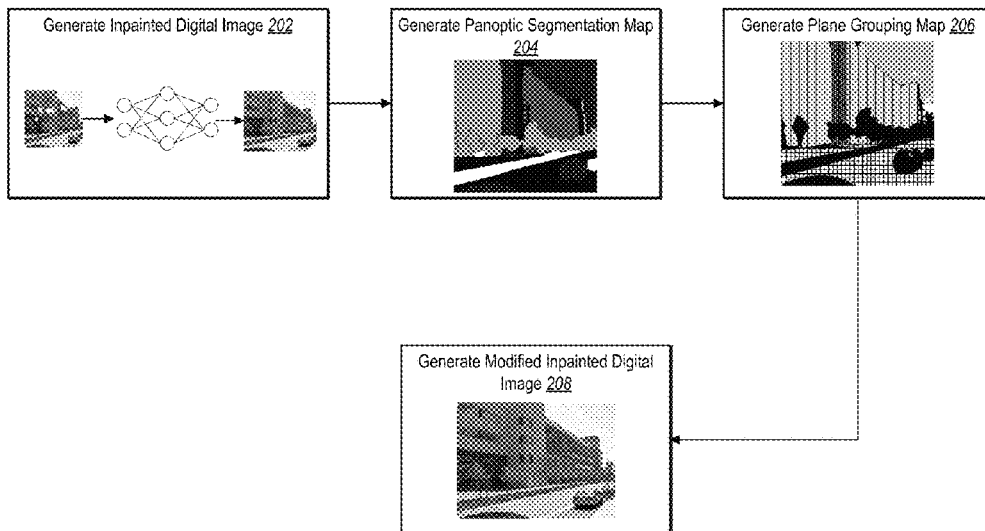 Generate Inpainted Digital Image 202
Generate Panoptic Segmentation Map
204
Generate Plane Grouping Map 206
Generate Modified Inpainted Digital
Image 208